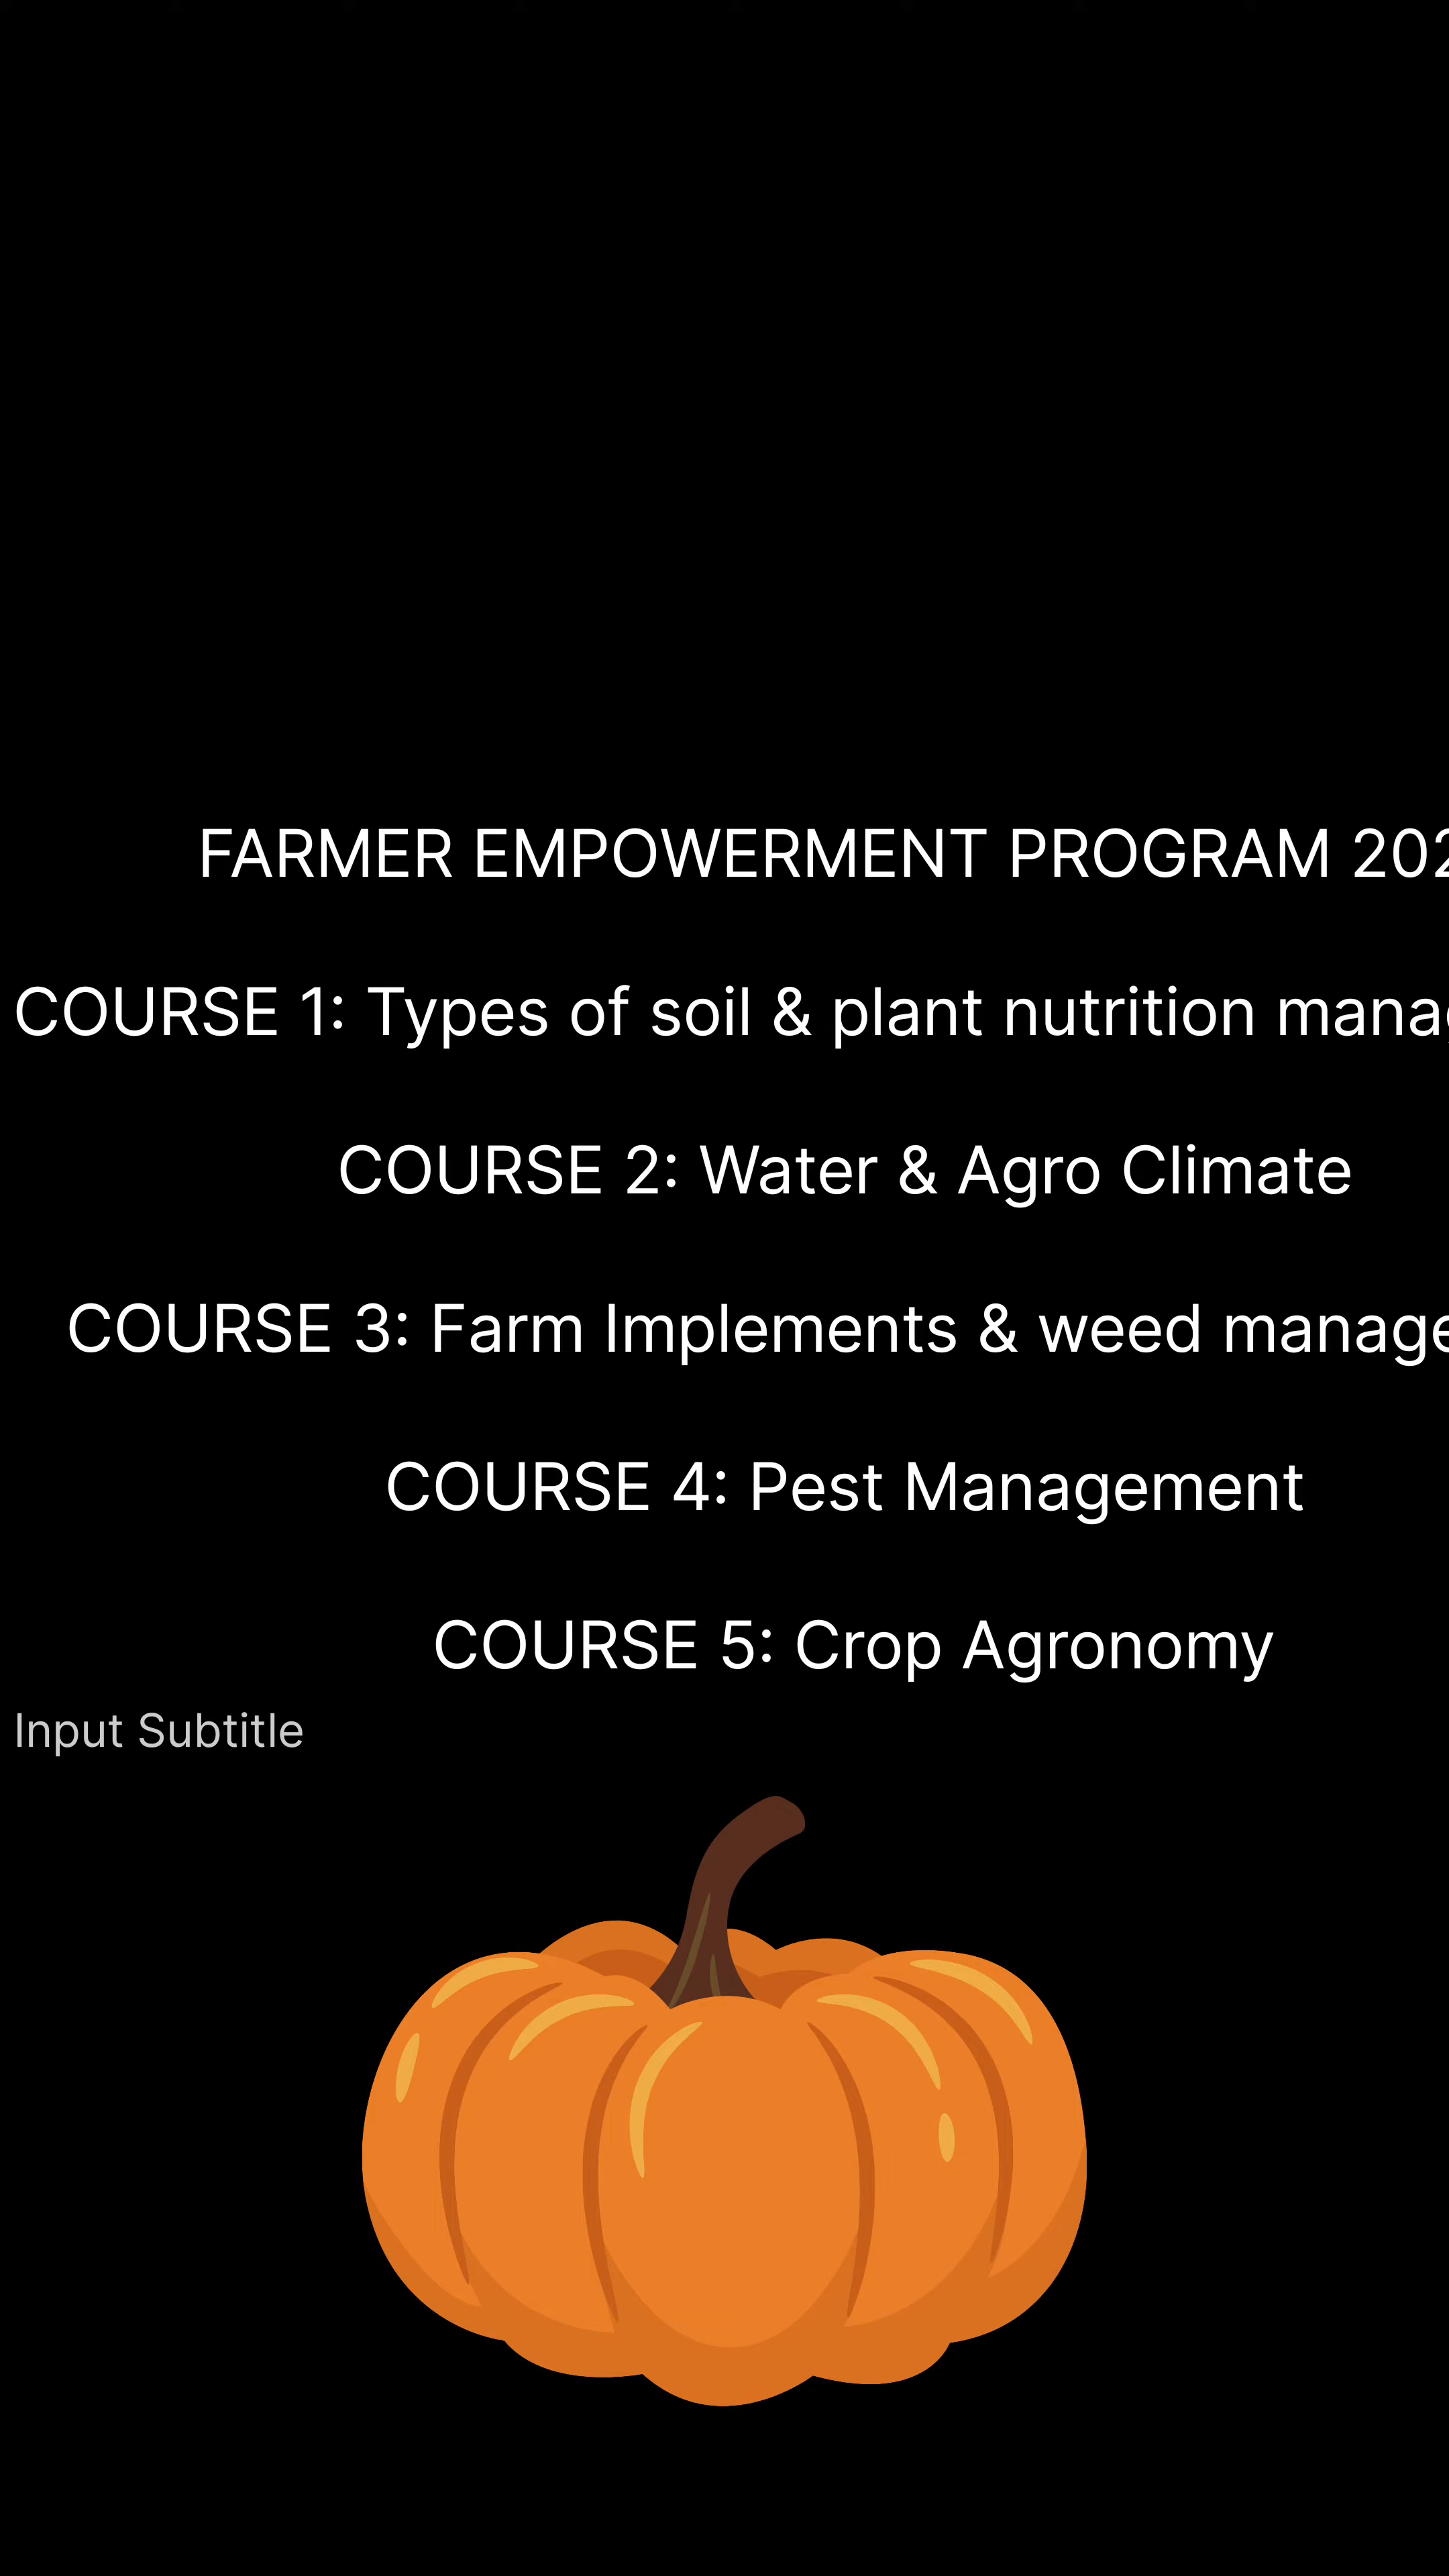 FARMER EMPOWERMENT PROGRAM
COURSE 1: Types of soil & plant nutrition
COURSE 2: Water & Agro Climate
COURSE 3: Farm Implements & weed
COURSE 4: Pest Management
COURSE 5: Crop Agronomy
Input Subtitle